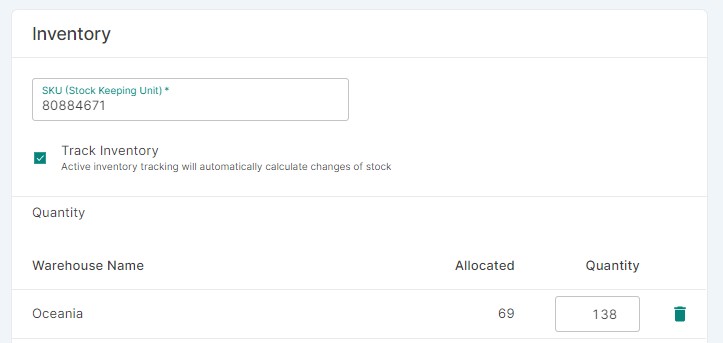 Inventory
SKU (Stock Keeping Unit) *
80884671
Track Inventory
Active inventory tracking will automatically calculate changes of stock
Quantity
Warehouse Name Allocated Quantity
Oceania 69 138